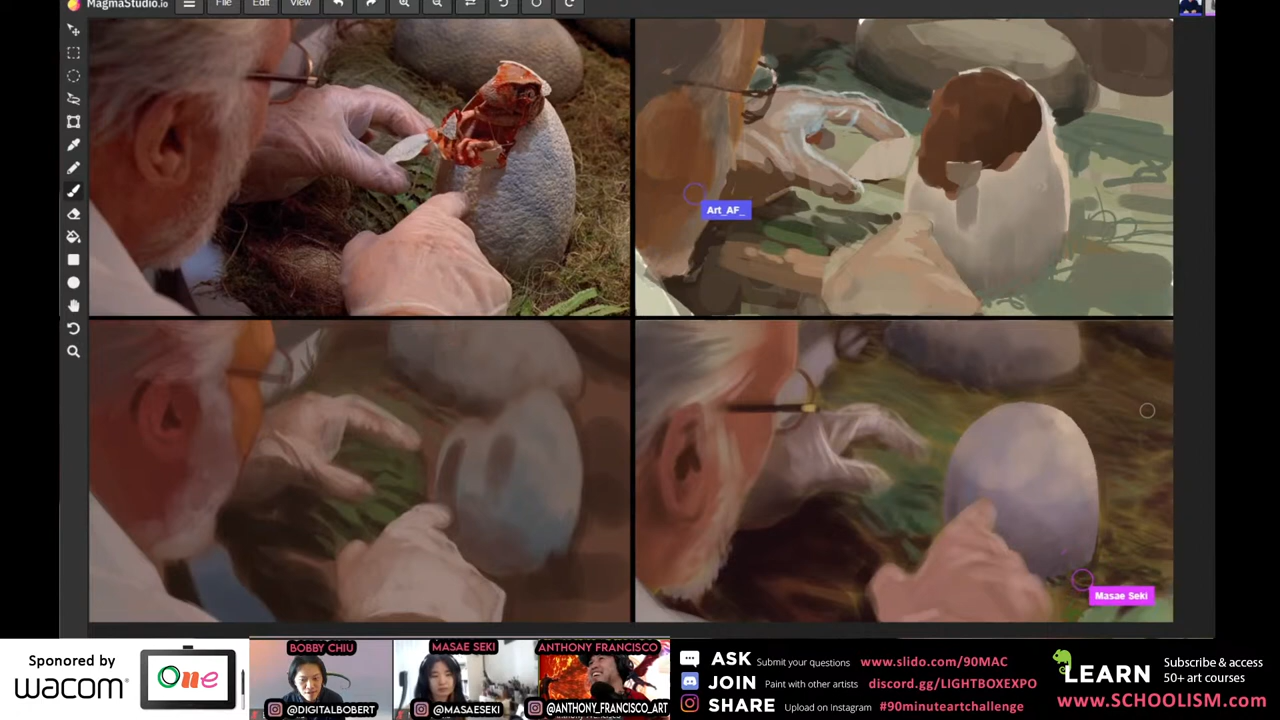 MagmaStudio.io
File Edit View
Art_AF_
Masae Seki
Sponsored by
wacom
One
BOBBY CHIU
@DIGITALBOBERT
MASAE SEKI
@MASAESEKI
ANTHONY FRANCISCO
@ANTHONY_FRANCISCO_ART
Anthony Francisco
ASK Submit your questions www.slido.com/90MAC
JOIN Paint with other artists discord.gg/LIGHTBOXEXPO
SHARE Upload on Instagram #90minuteartchallenge
LEARN
Subscribe & access
50+ art courses
www.SCHOOLISM.com